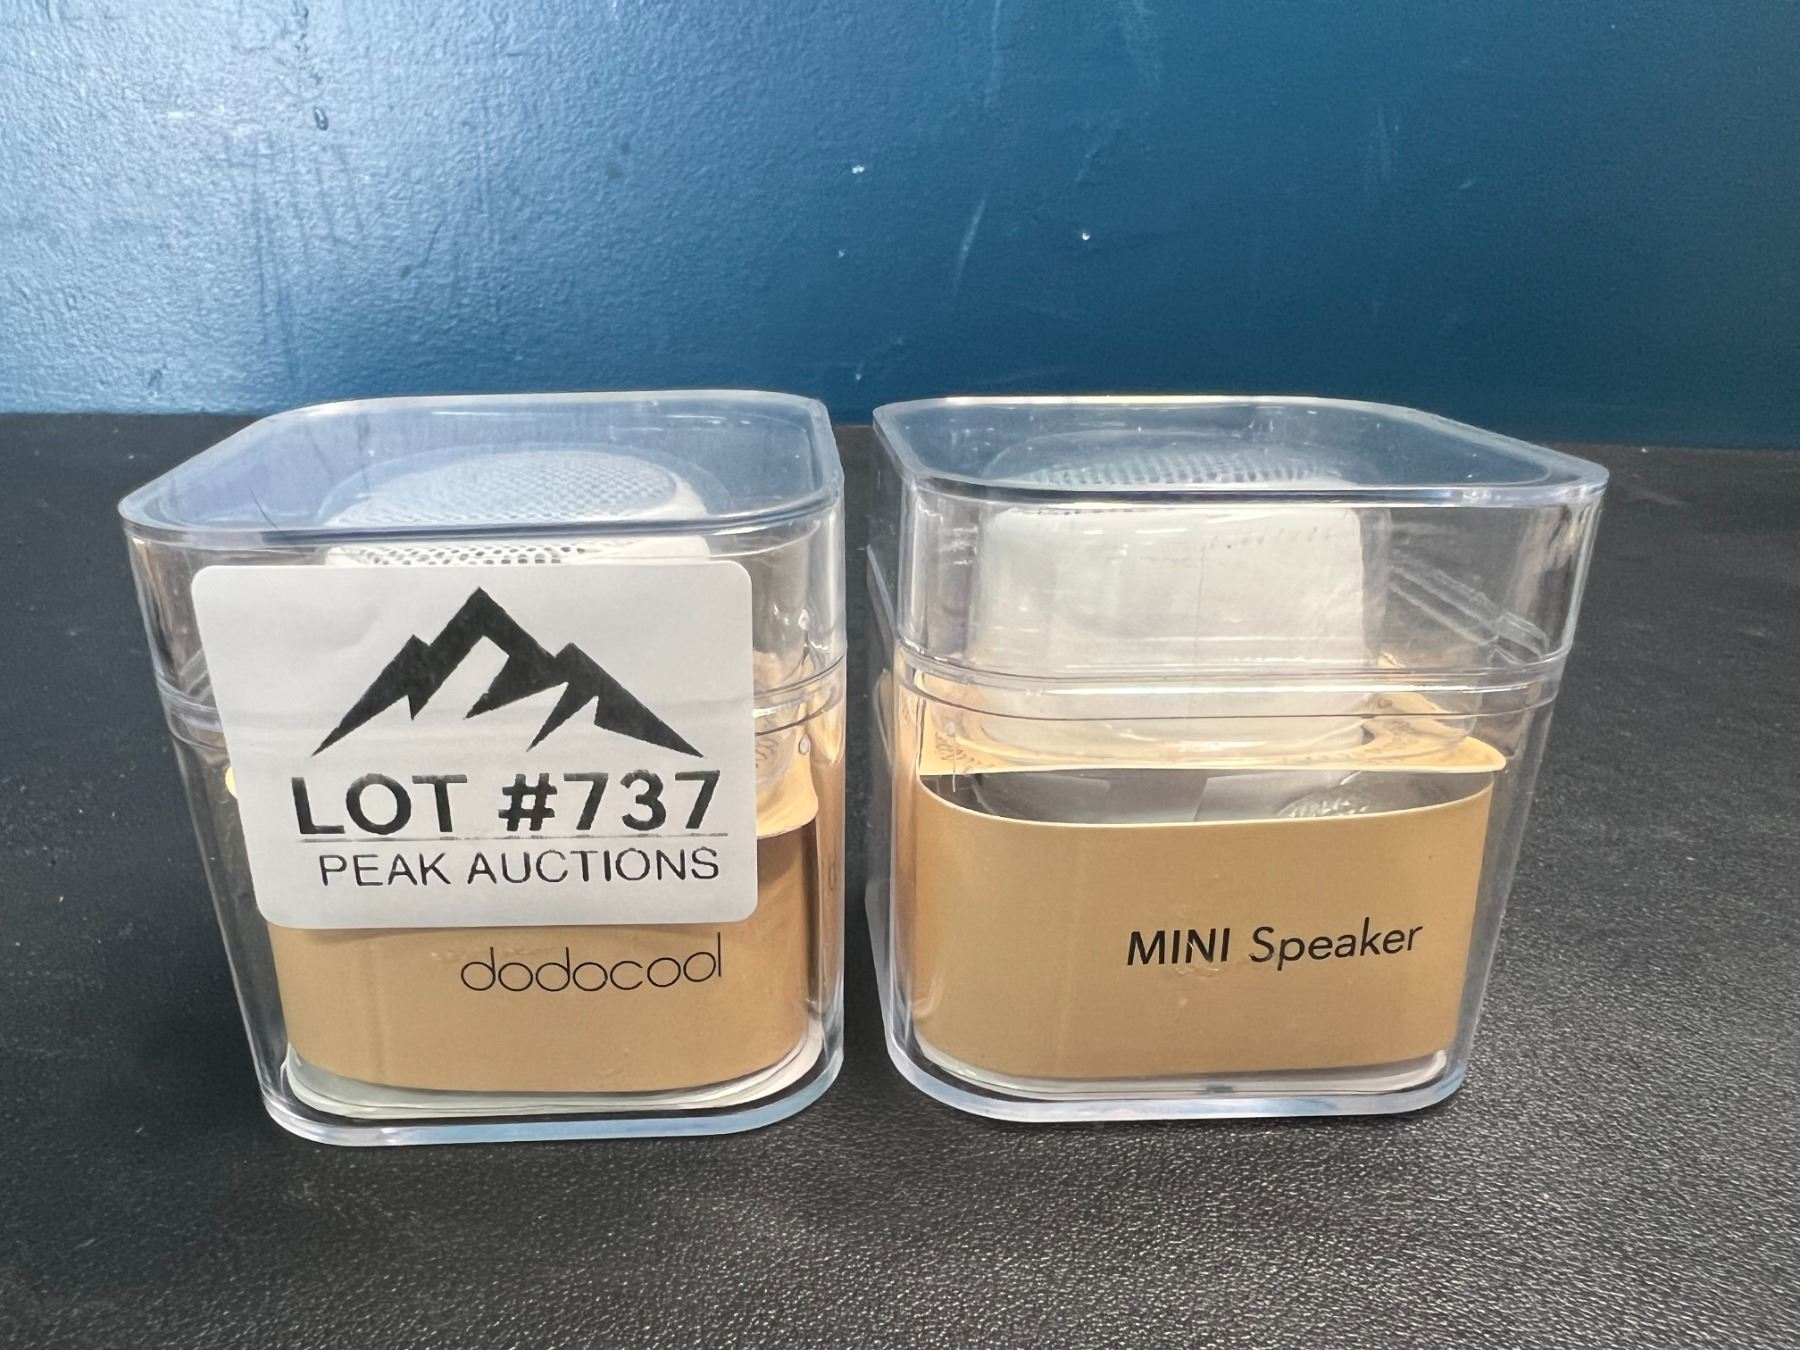 LOT #737
PEAK AUCTIONS
dodocool
MINI Speaker